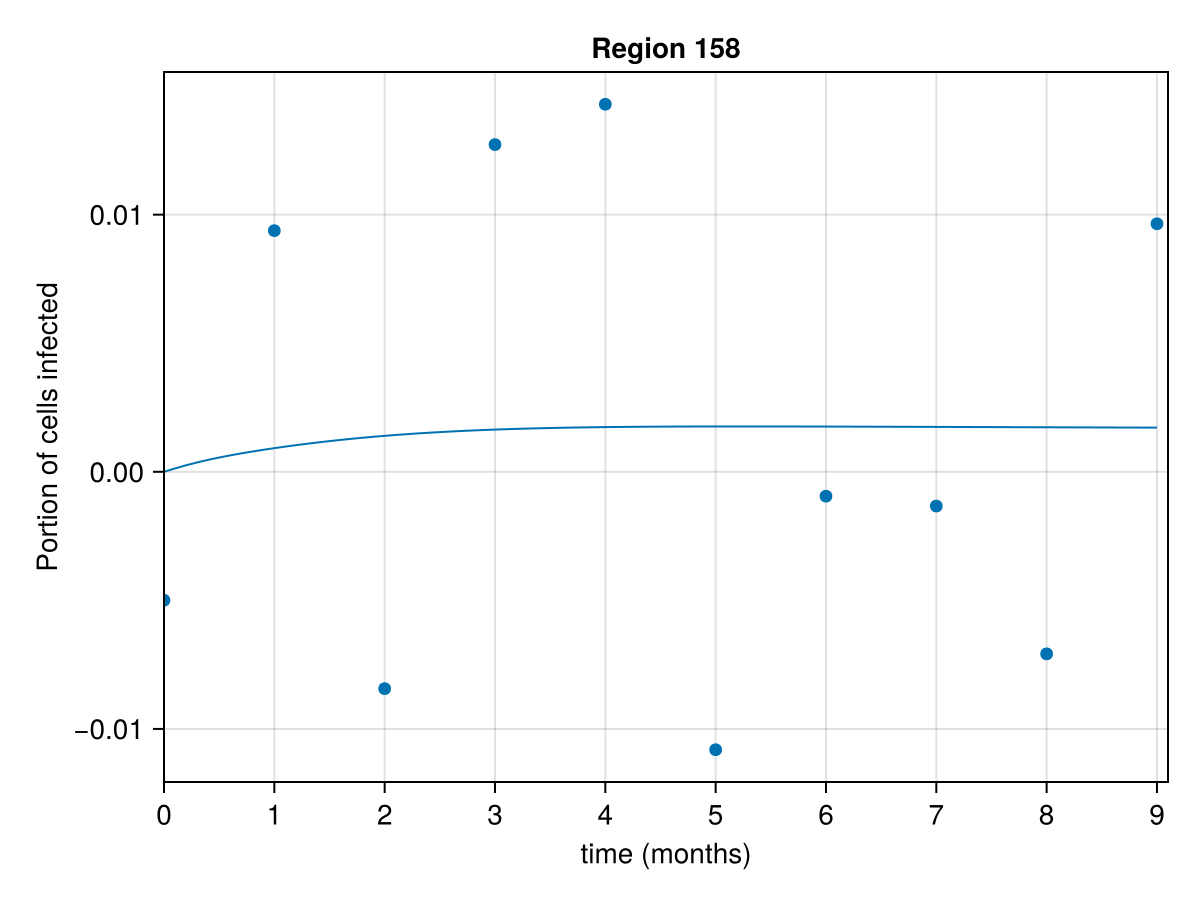 Region 158
Portion of cells infected
0.01
0.00
−0.01
0 1 2 3 4 5 6 7 8 9
time (months)